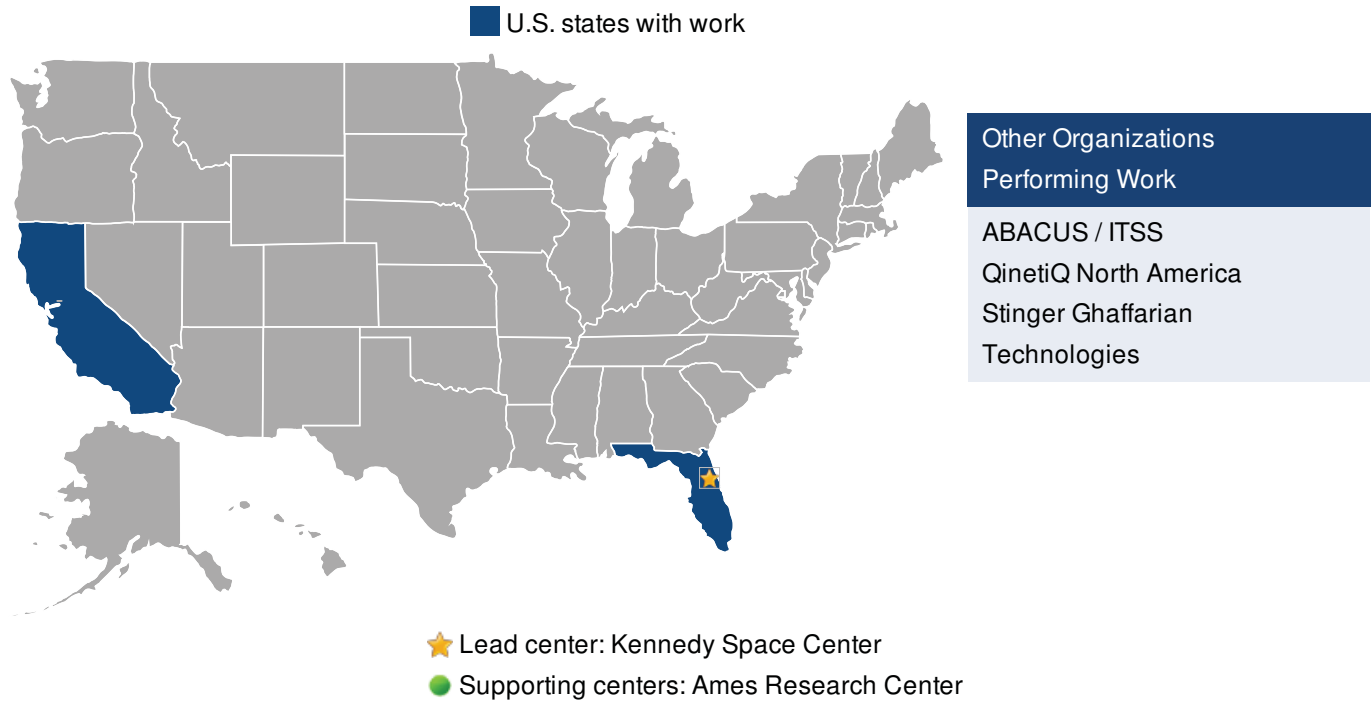 U.S. states with work
Other Organizations
Performing Work
ABACUS / ITSS
QinetiQ North America
Stinger Ghaffarian
Technologies
Lead center: Kennedy Space Center
Supporting centers: Ames Research Center